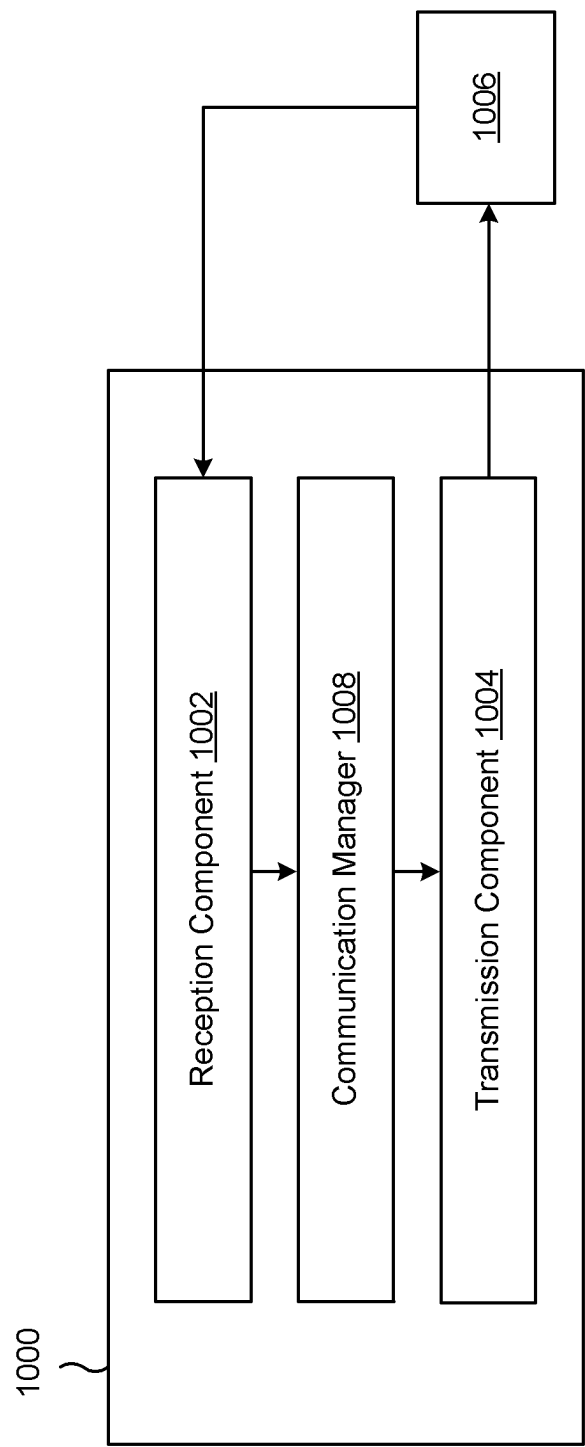 1000
Reception Component 1002
Communication Manager 1008
Transmission Component 1004
1006